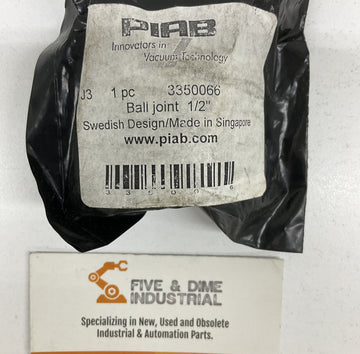 PIAB
Innovators in
Vacuum Technology
J3 1 pc 3350066
Ball joint 1/2"
Swedish Design/Made in Singapore
www.piab.com
3350066
FIVE & DIME
INDUSTRIAL
Specializing in New, Used and Obsolete
Industrial & Automation Parts.